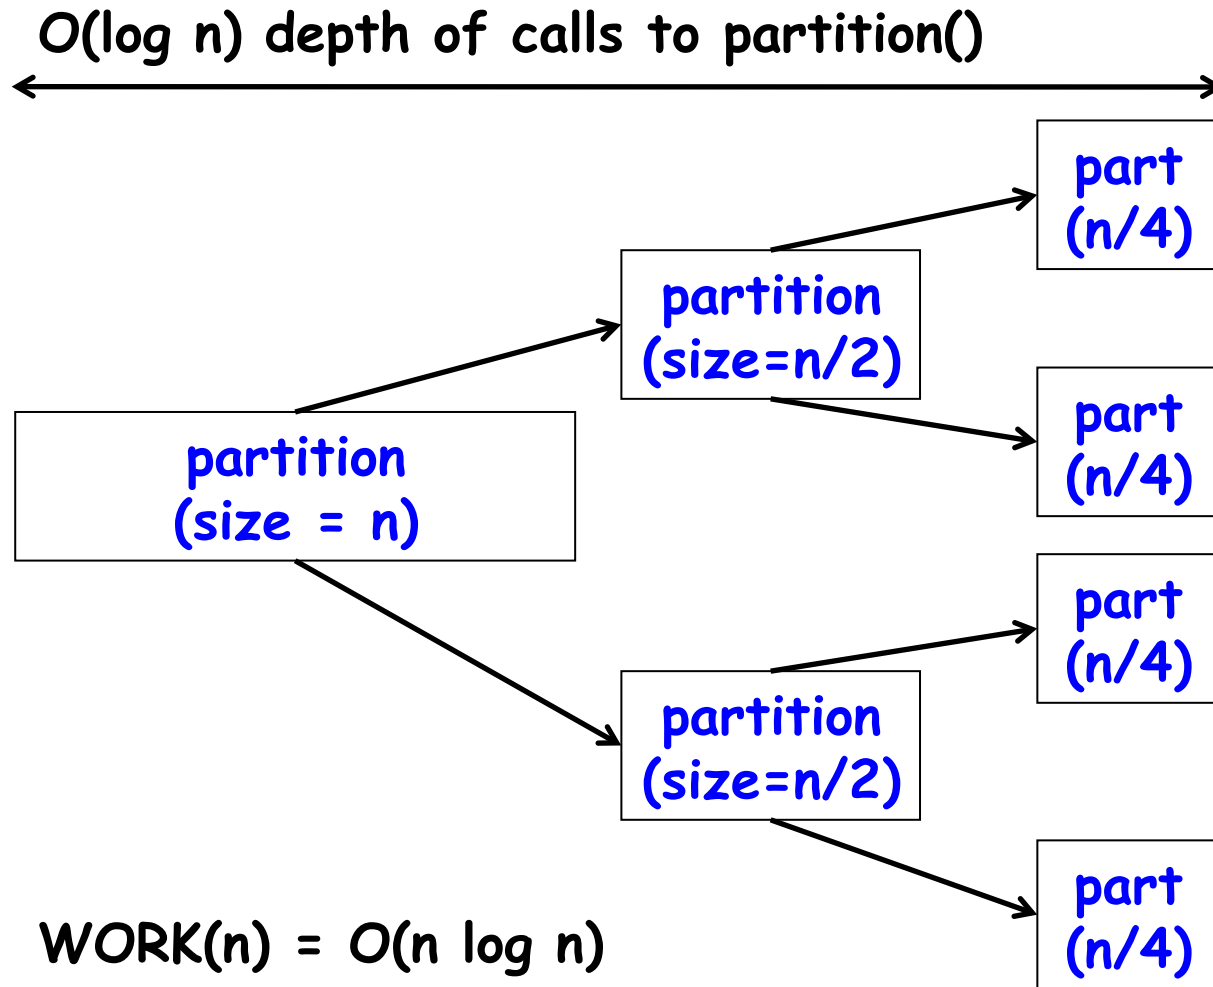 O(log n) depth of calls to partition()
part
(n/4)
partition
(size=n/2)
part
(n/4)
partition
(size = n)
part
(n/4)
partition
(size=n/2)
part
(n/4)
WORK(n) = O(n log n)